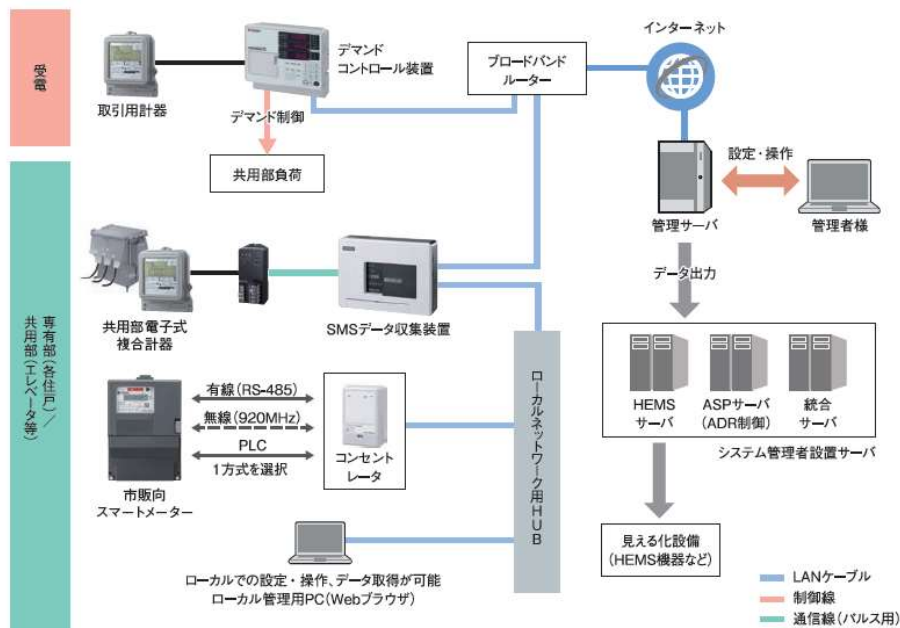 受電
取引用計器
デマンド
コントロール装置
デマンド制御
共用部負荷
ブロードバンド
ルーター
インターネット
管理サーバ
設定・操作
管理者様
データ出力
専有部(各住戸)/
共用部(エレベータ等)
共用部電子式
複合計器
SMSデータ収集装置
市販向
スマートメーター
有線(RS-485)
無線(920MHz)
PLC
1方式を選択
コンセント
レータ
ローカルネットワーク用HUB
ローカルでの設定・操作、データ取得が可能
ローカル管理用PC(Webブラウザ)
HEMS
サーバ
ASPサーバ
(ADR制御)
統合
サーバ
システム管理者設置サーバ
見える化設備
(HEMS機器など)
LANケーブル
制御線
通信線(パルス用)